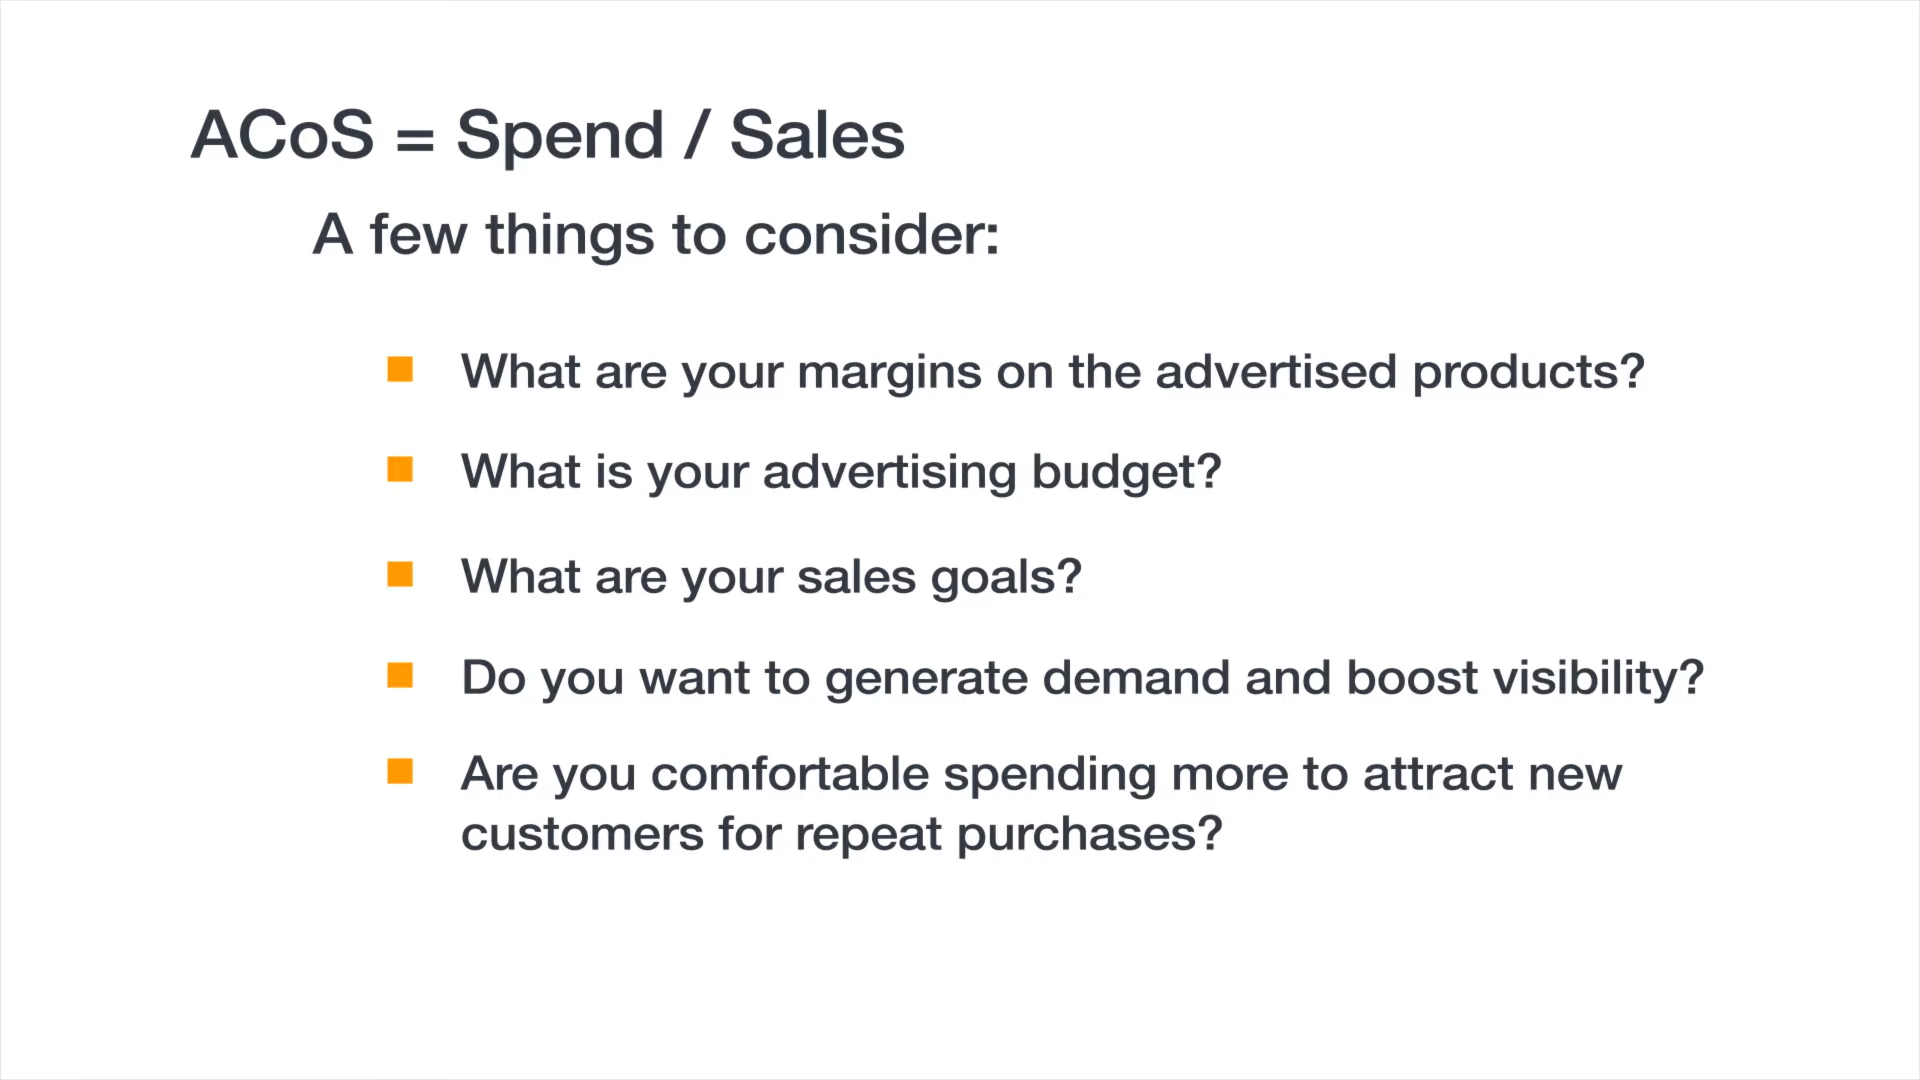 ACoS = Spend / Sales
A few things to consider:
What are your margins on the advertised products?
What is your advertising budget?
What are your sales goals?
Do you want to generate demand and boost visibility?
Are you comfortable spending more to attract new
customers for repeat purchases?